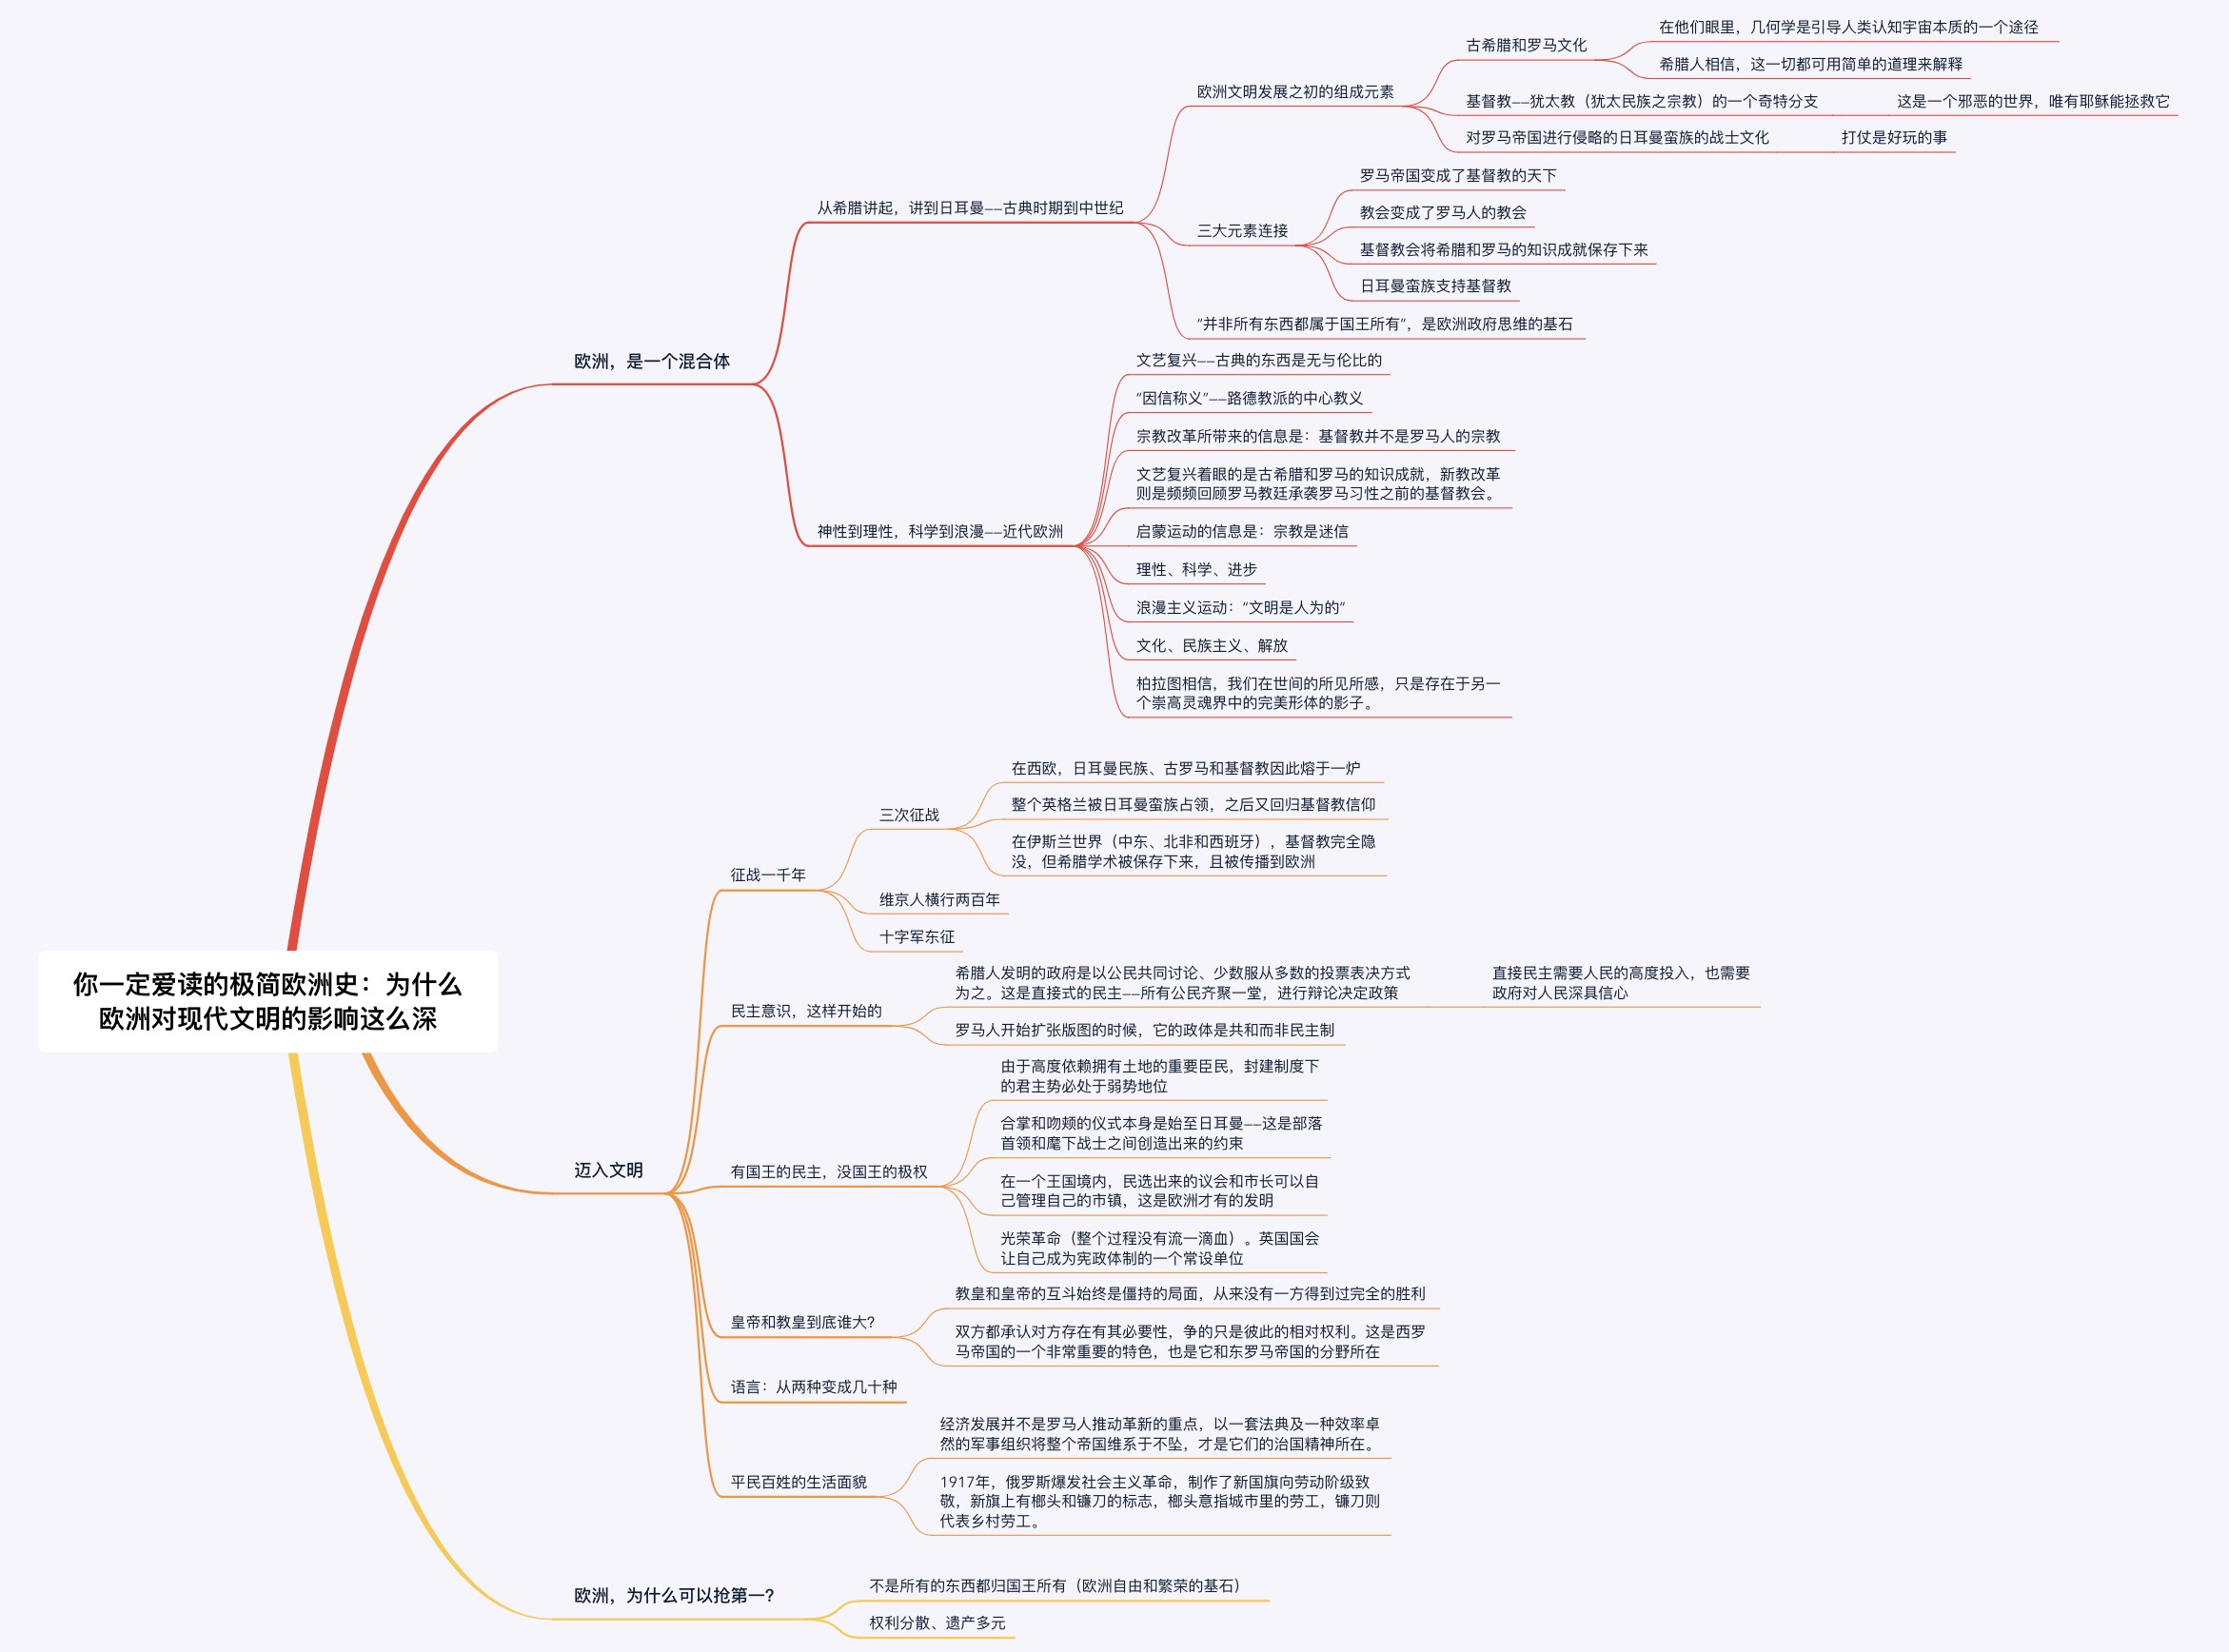 你一定爱读的极简欧洲史：为什么
欧洲对现代文明的影响这么深
欧洲，是一个混合体
从希腊讲起，讲到日耳曼——古典时期到中世纪
欧洲文明发展之初的组成元素
古希腊和罗马文化
在他们眼里，几何学是引导人类认知宇宙本质的一个途径
希腊人相信，这一切都可用简单的道理来解释
基督教——犹太教（犹太民族之宗教）的一个奇特分支
这是一个邪恶的世界，唯有耶稣能拯救它
对罗马帝国进行侵略的日耳曼蛮族的战士文化
打仗是好玩的事
三大元素连接
罗马帝国变成了基督教的天下
教会变成了罗马人的教会
基督教会将希腊和罗马的知识成就保存下来
日耳曼蛮族支持基督教
“并非所有东西都属于国王所有”，是欧洲政府思维的基石
神性到理性，科学到浪漫——近代欧洲
文艺复兴——古典的东西是无与伦比的
“因信称义”——路德教派的中心教义
宗教改革所带来的信息是：基督教并不是罗马人的宗教
文艺复兴着眼的是古希腊和罗马的知识成就，新教改革
则是频频回顾罗马教廷承袭罗马习性之前的基督教会。
启蒙运动的信息是：宗教是迷信
理性、科学、进步
浪漫主义运动：“文明是人为的”
文化、民族主义、解放
柏拉图相信，我们在世间的所见所感，只是存在于另一
个崇高灵魂界中的完美形体的影子。
迈入文明
征战一千年
三次征战
在西欧，日耳曼民族、古罗马和基督教因此熔于一炉
整个英格兰被日耳曼蛮族占领，之后又回归基督教信仰
在伊斯兰世界（中东、北非和西班牙），基督教完全隐
没，但希腊学术被保存下来，且被传播到欧洲
维京人横行两百年
十字军东征
民主意识，这样开始的
希腊人发明的政府是以公民共同讨论、少数服从多数的投票表决方式
为之。这是直接式的民主——所有公民齐聚一堂，进行辩论决定政策
直接民主需要人民的高度投入，也需要
政府对人民深具信心
罗马人开始扩张版图的时候，它的政体是共和而非民主制
有国王的民主，没国王的极权
由于高度依赖拥有土地的重要臣民，封建制度下
的君主势必处于弱势地位
合掌和吻颊的仪式本身是始至日耳曼——这是部落
首领和麾下战士之间创造出来的约束
在一个王国境内，民选出来的议会和市长可以自
己管理自己的市镇，这是欧洲才有的发明
光荣革命（整个过程没有流一滴血）。英国国会
让自己成为宪政体制的一个常设单位
皇帝和教皇到底谁大？
教皇和皇帝的互斗始终是僵持的局面，从来没有一方得到过完全的胜利
双方都承认对方存在有其必要性，争的只是彼此的相对权利。这是西罗
马帝国的一个非常重要的特色，也是它和东罗马帝国的分野所在
语言：从两种变成几十种
平民百姓的生活面貌
经济发展并不是罗马人推动革新的重点，以一套法典及一种效率卓
然的军事组织将整个帝国维系于不坠，才是它们的治国精神所在。
1917年，俄罗斯爆发社会主义革命，制作了新国旗向劳动阶级致
敬，新旗上有榔头和镰刀的标志，榔头意指城市里的劳工，镰刀则
代表乡村劳工。
欧洲，为什么可以抢第一？
不是所有的东西都归国王所有（欧洲自由和繁荣的基石）
权利分散、遗产多元